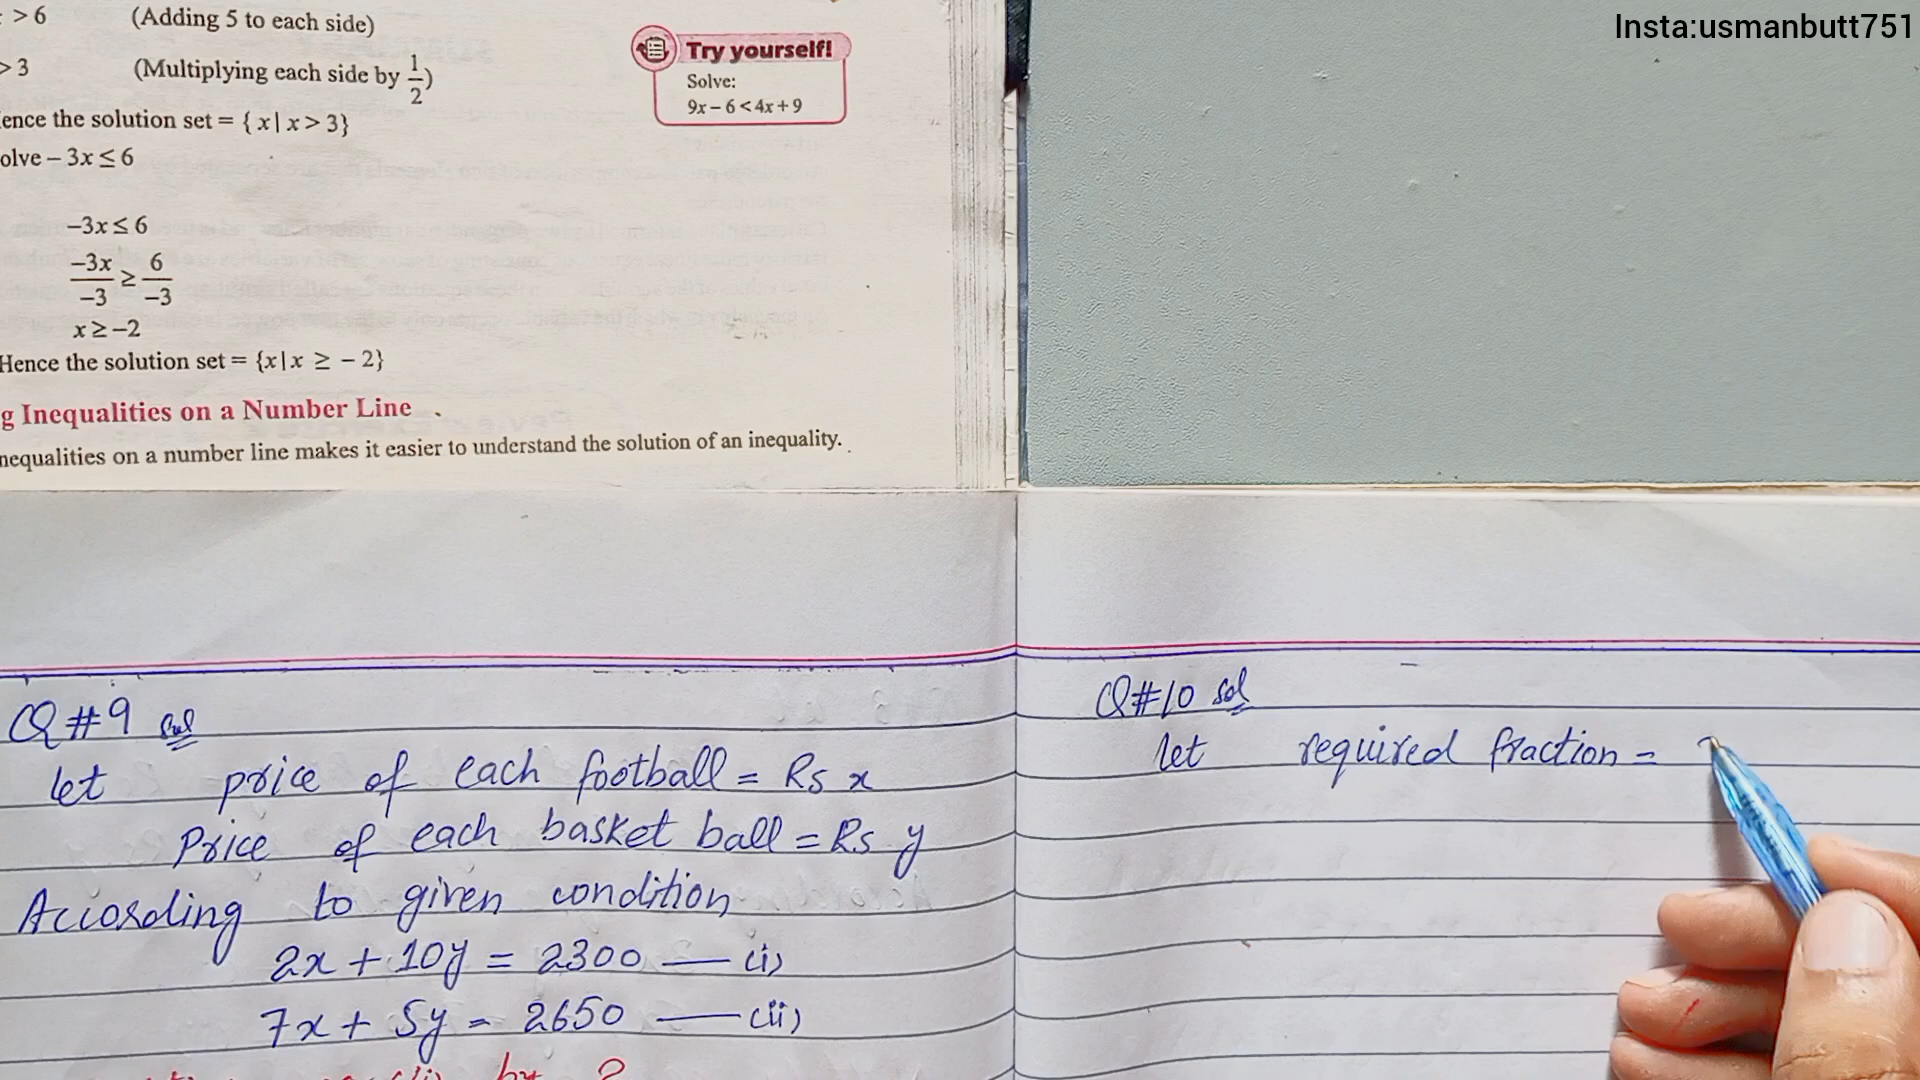 Insta:usmanbutt751
> 6 (Adding 5 to each side)
> 3 (Multiplying each side by 1/2)
ence the solution set = { x | x > 3}
olve – 3x ≤ 6
–3x ≤ 6
–3x/–3 ≥ 6/–3
x ≥ –2
Hence the solution set = {x | x ≥ – 2}
g Inequalities on a Number Line
nequalities on a number line makes it easier to understand the solution of an inequality.
Try yourself!
Solve:
9x – 6 < 4x + 9
Q # 9 sol
let price of each football = Rs x
Price of each basket ball = Rs y
According to given condition
2x + 10y = 2300 — (i)
7x + 5y = 2650 — (ii)
by 2
Q#10 sol
let required fraction =